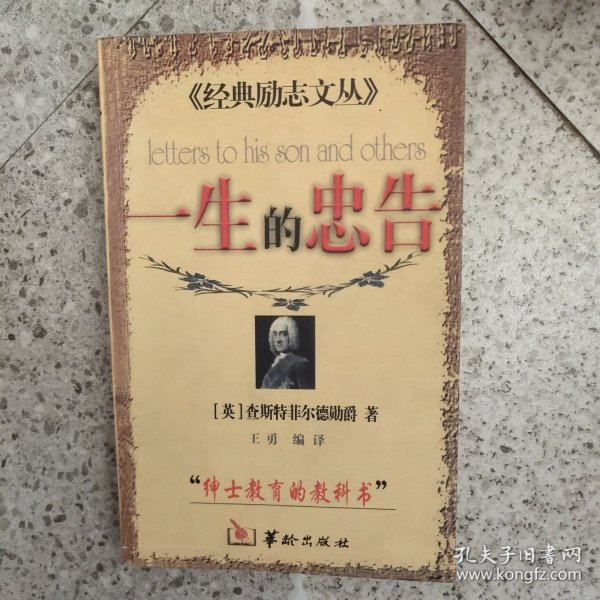 《经典励志文丛》
letters to his son and others
一生的忠告
［英］查斯特菲尔德勋爵 著
王勇 编译
“绅士教育的教科书”
华龄出版社
孔夫子旧书网
www.kongfz.com